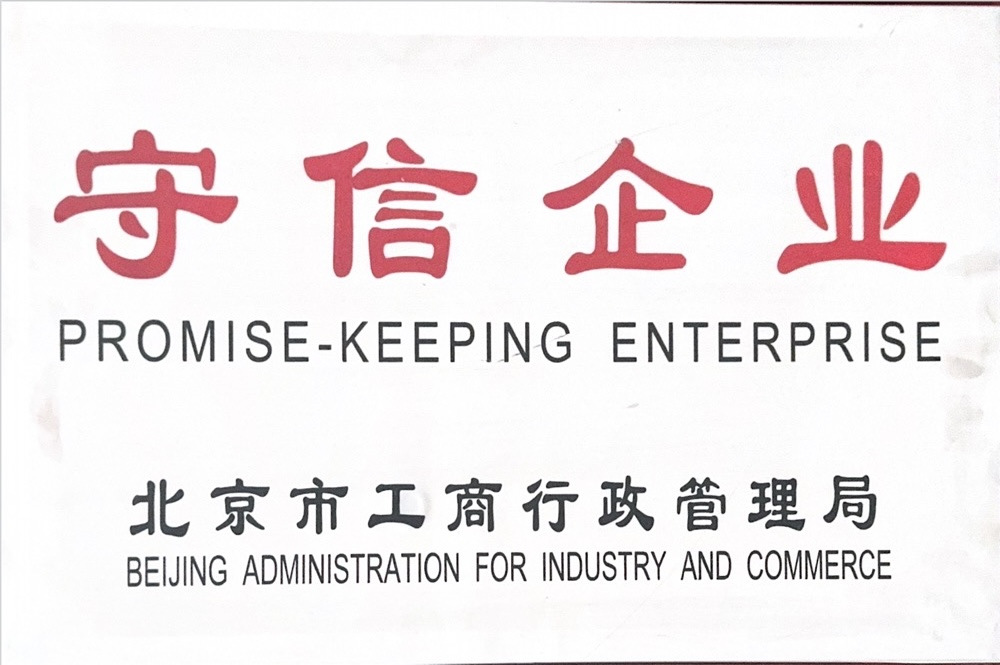 守信企业
PROMISE-KEEPING ENTERPRISE
北京市工商行政管理局
BEIJING ADMINISTRATION FOR INDUSTRY AND COMMERCE